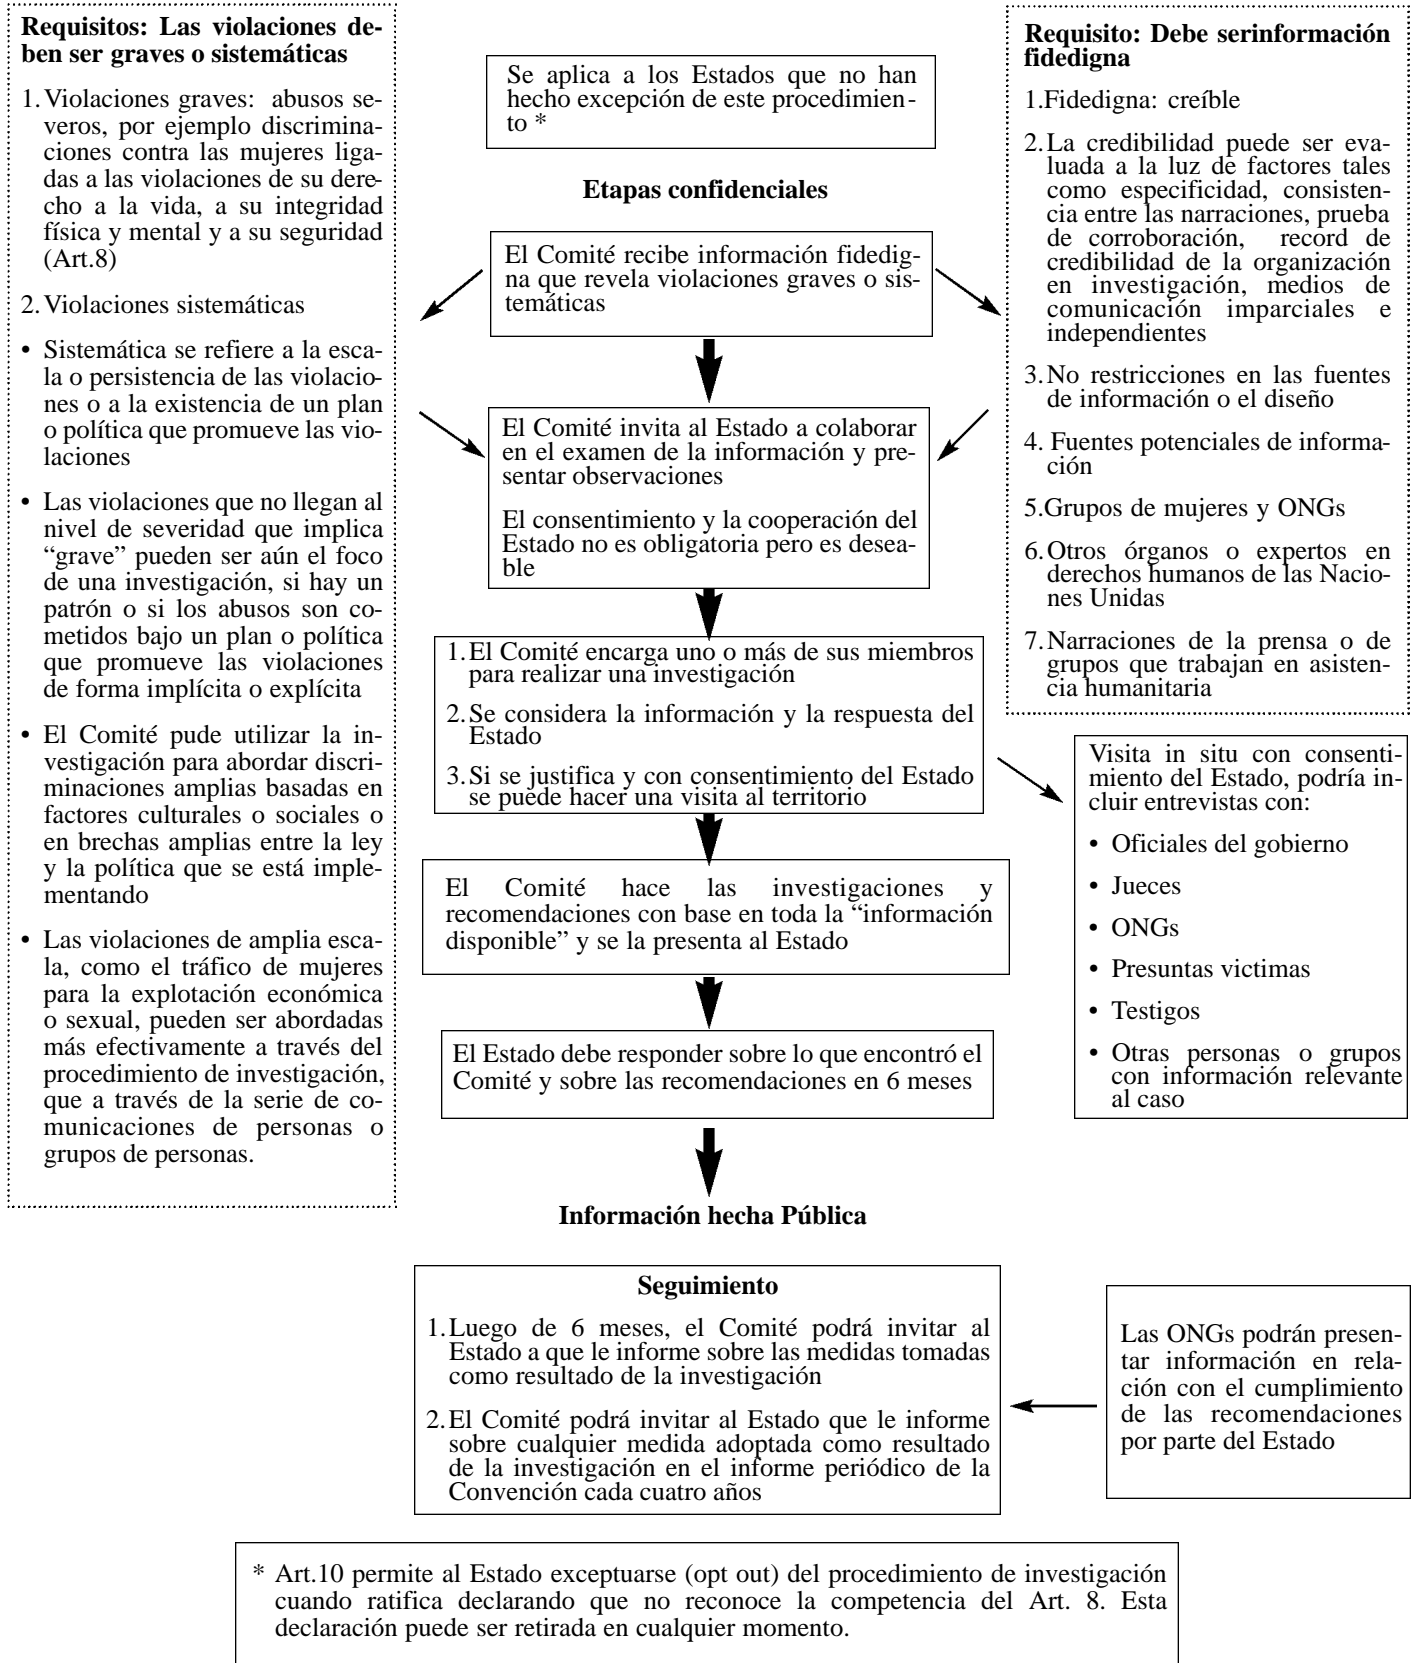 Requisitos: Las violaciones de-
ben ser graves o sistemáticas
1. Violaciones graves: abusos se-
veros, por ejemplo discrimina-
ciones contra las mujeres liga-
das a las violaciones de su dere-
cho a la vida, a su integridad
física y mental y a su seguridad
(Art.8)
2. Violaciones sistemáticas
• Sistemática se refiere a la esca-
la o persistencia de las violacio-
nes o a la existencia de un plan
o política que promueve las vio-
laciones
• Las violaciones que no llegan al
nivel de severidad que implica
“grave” pueden ser aún el foco
de una investigación, si hay un
patrón o si los abusos son co-
metidos bajo un plan o política
que promueve las violaciones
de forma implícita o explícita
• El Comité pude utilizar la in-
vestigación para abordar discri-
minaciones amplias basadas en
factores culturales o sociales o
en brechas amplias entre la ley
y la política que se está imple-
mentando
• Las violaciones de amplia esca-
la, como el tráfico de mujeres
para la explotación económica
o sexual, pueden ser abordadas
más efectivamente a través del
procedimiento de investigación,
que a través de la serie de co-
municaciones de personas o
grupos de personas.
Se aplica a los Estados que no han
hecho excepción de este procedimien-
to *
Etapas confidenciales
El Comité recibe información fidedig-
na que revela violaciones graves o sis-
temáticas
El Comité invita al Estado a colaborar
en el examen de la información y pre-
sentar observaciones
El consentimiento y la cooperación del
Estado no es obligatoria pero es desea-
ble
1. El Comité encarga uno o más de sus miembros
para realizar una investigación
2. Se considera la información y la respuesta del
Estado
3. Si se justifica y con consentimiento del Estado
se puede hacer una visita al territorio
El Comité hace las investigaciones y
recomendaciones con base en toda la “información
disponible” y se la presenta al Estado
El Estado debe responder sobre lo que encontró el
Comité y sobre las recomendaciones en 6 meses
Requisito: Debe serinformación
fidedigna
1.Fidedigna: creíble
2.La credibilidad puede ser eva-
luada a la luz de factores tales
como especificidad, consisten-
cia entre las narraciones, prueba
de corroboración, record de
credibilidad de la organización
en investigación, medios de
comunicación imparciales e
independientes
3.No restricciones en las fuentes
de información o el diseño
4. Fuentes potenciales de informa-
ción
5.Grupos de mujeres y ONGs
6.Otros órganos o expertos en
derechos humanos de las Nacio-
nes Unidas
7.Narraciones de la prensa o de
grupos que trabajan en asisten-
cia humanitaria
Visita in situ con consenti-
miento del Estado, podría in-
cluir entrevistas con:
• Oficiales del gobierno
• Jueces
• ONGs
• Presuntas victimas
• Testigos
• Otras personas o grupos
con información relevante
al caso
Información hecha Pública
Seguimiento
1.Luego de 6 meses, el Comité podrá invitar al
Estado a que le informe sobre las medidas tomadas
como resultado de la investigación
2.El Comité podrá invitar al Estado que le informe
sobre cualquier medida adoptada como resultado
de la investigación en el informe periódico de la
Convención cada cuatro años
Las ONGs podrán presen-
tar información en rela-
ción con el cumplimiento
de las recomendaciones
por parte del Estado
* Art.10 permite al Estado exceptuarse (opt out) del procedimiento de investigación
cuando ratifica declarando que no reconoce la competencia del Art. 8. Esta
declaración puede ser retirada en cualquier momento.